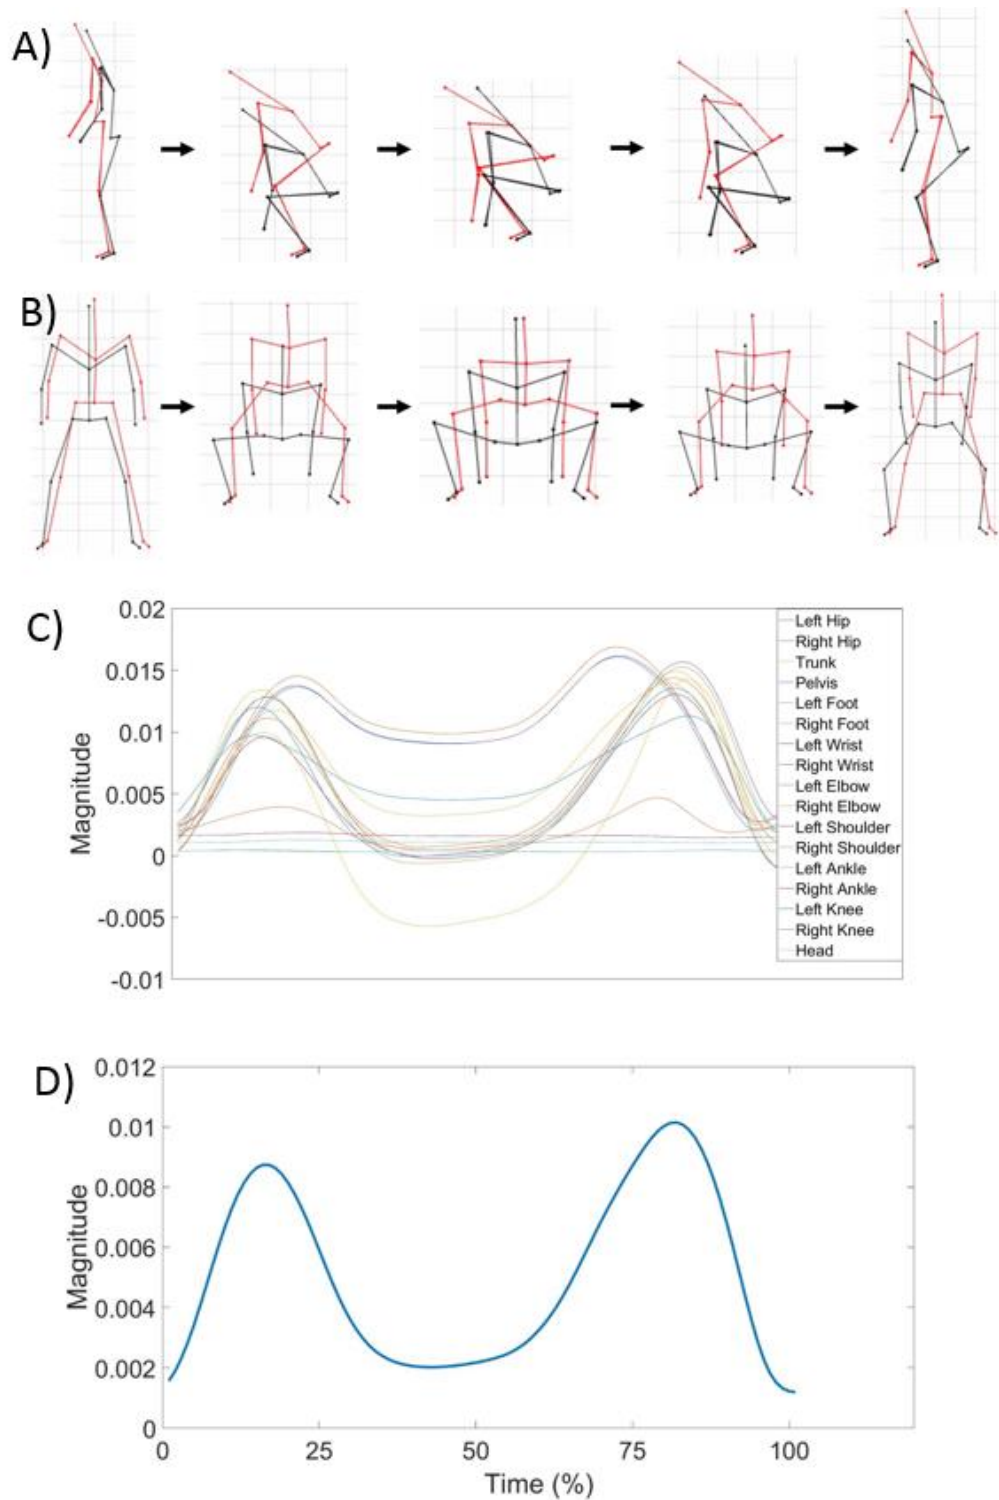 A)
B)
C)
0.02
0.015
0.01
0.005
0
-0.005
-0.01
Magnitude
Left Hip
Right Hip
Trunk
Pelvis
Left Foot
Right Foot
Left Wrist
Right Wrist
Left Elbow
Right Elbow
Left Shoulder
Right Shoulder
Left Ankle
Right Ankle
Left Knee
Right Knee
Head
D)
0.012
0.01
0.008
0.006
0.004
0.002
0
Magnitude
0 25 50 75 100
Time (%)